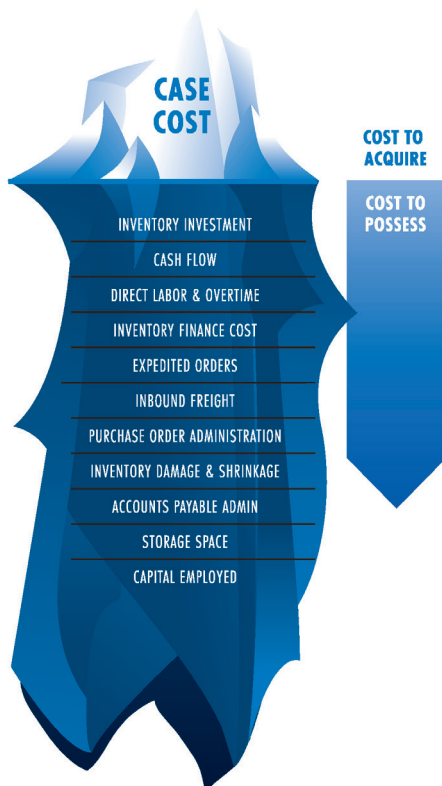 CASE
COST
COST TO
ACQUIRE
COST TO
POSSESS
INVENTORY INVESTMENT
CASH FLOW
DIRECT LABOR & OVERTIME
INVENTORY FINANCE COST
EXPEDITED ORDERS
INBOUND FREIGHT
PURCHASE ORDER ADMINISTRATION
INVENTORY DAMAGE & SHRINKAGE
ACCOUNTS PAYABLE ADMIN
STORAGE SPACE
CAPITAL EMPLOYED